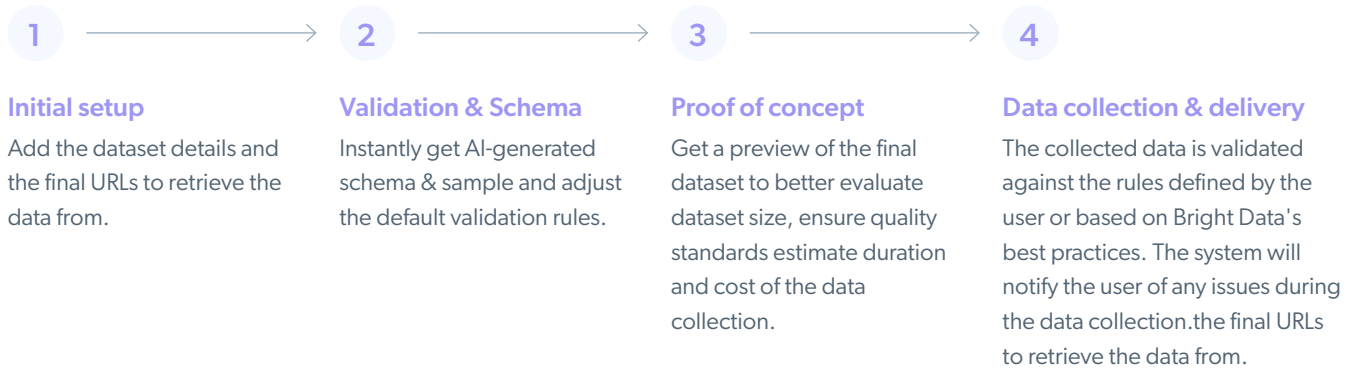 1
Initial setup
Add the dataset details and
the final URLs to retrieve the
data from.
2
Validation & Schema
Instantly get AI-generated
schema & sample and adjust
the default validation rules.
3
Proof of concept
Get a preview of the final
dataset to better evaluate
dataset size, ensure quality
standards estimate duration
and cost of the data
collection.
4
Data collection & delivery
The collected data is validated
against the rules defined by the
user or based on Bright Data's
best practices. The system will
notify the user of any issues during
the data collection.the final URLs
to retrieve the data from.